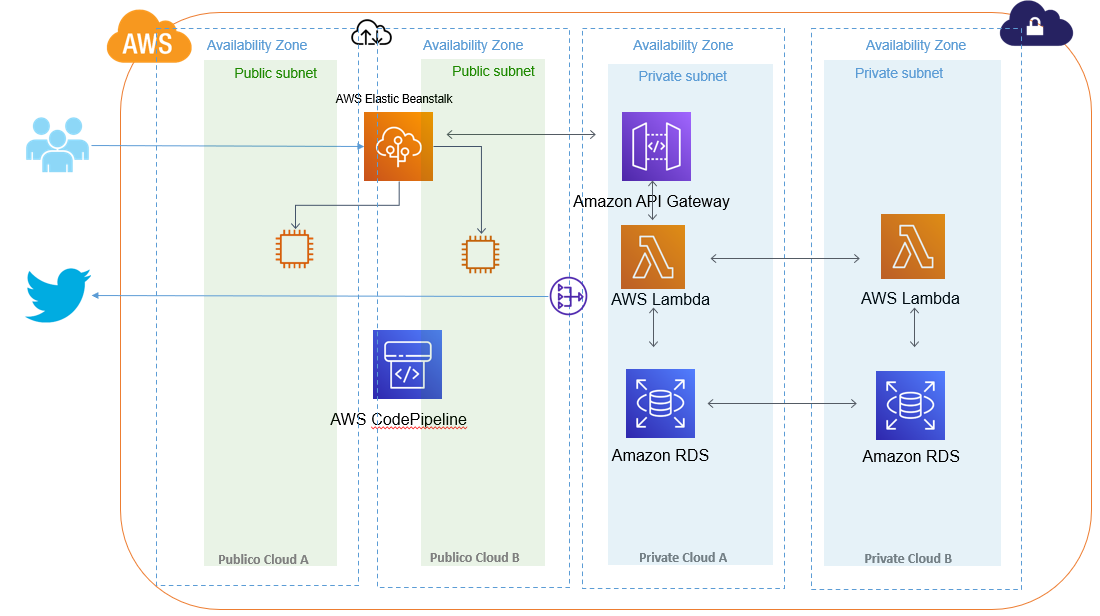 AWS
Availability Zone
Availability Zone
Availability Zone
Availability Zone
Public subnet
Public subnet
Private subnet
Private subnet
AWS Elastic Beanstalk
Amazon API Gateway
AWS Lambda
AWS Lambda
AWS CodePipeline
Amazon RDS
Amazon RDS
Publico Cloud A
Publico Cloud B
Private Cloud A
Private Cloud B